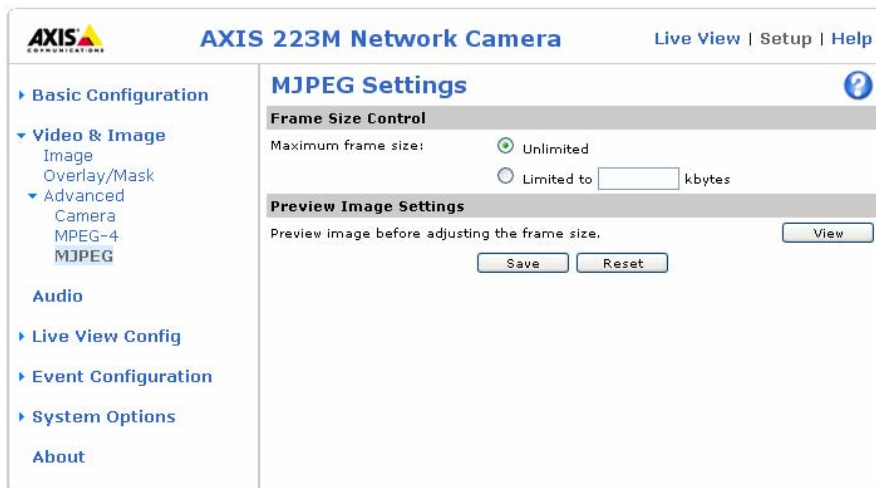 AXIS
COMMUNICATIONS
AXIS 223M Network Camera
Live View | Setup | Help
Basic Configuration
Video & Image
Image
Overlay/Mask
Advanced
Camera
MPEG-4
MJPEG
Audio
Live View Config
Event Configuration
System Options
About
MJPEG Settings
?
Frame Size Control
Maximum frame size: Unlimited
Limited to kbytes
Preview Image Settings
Preview image before adjusting the frame size. View
Save Reset